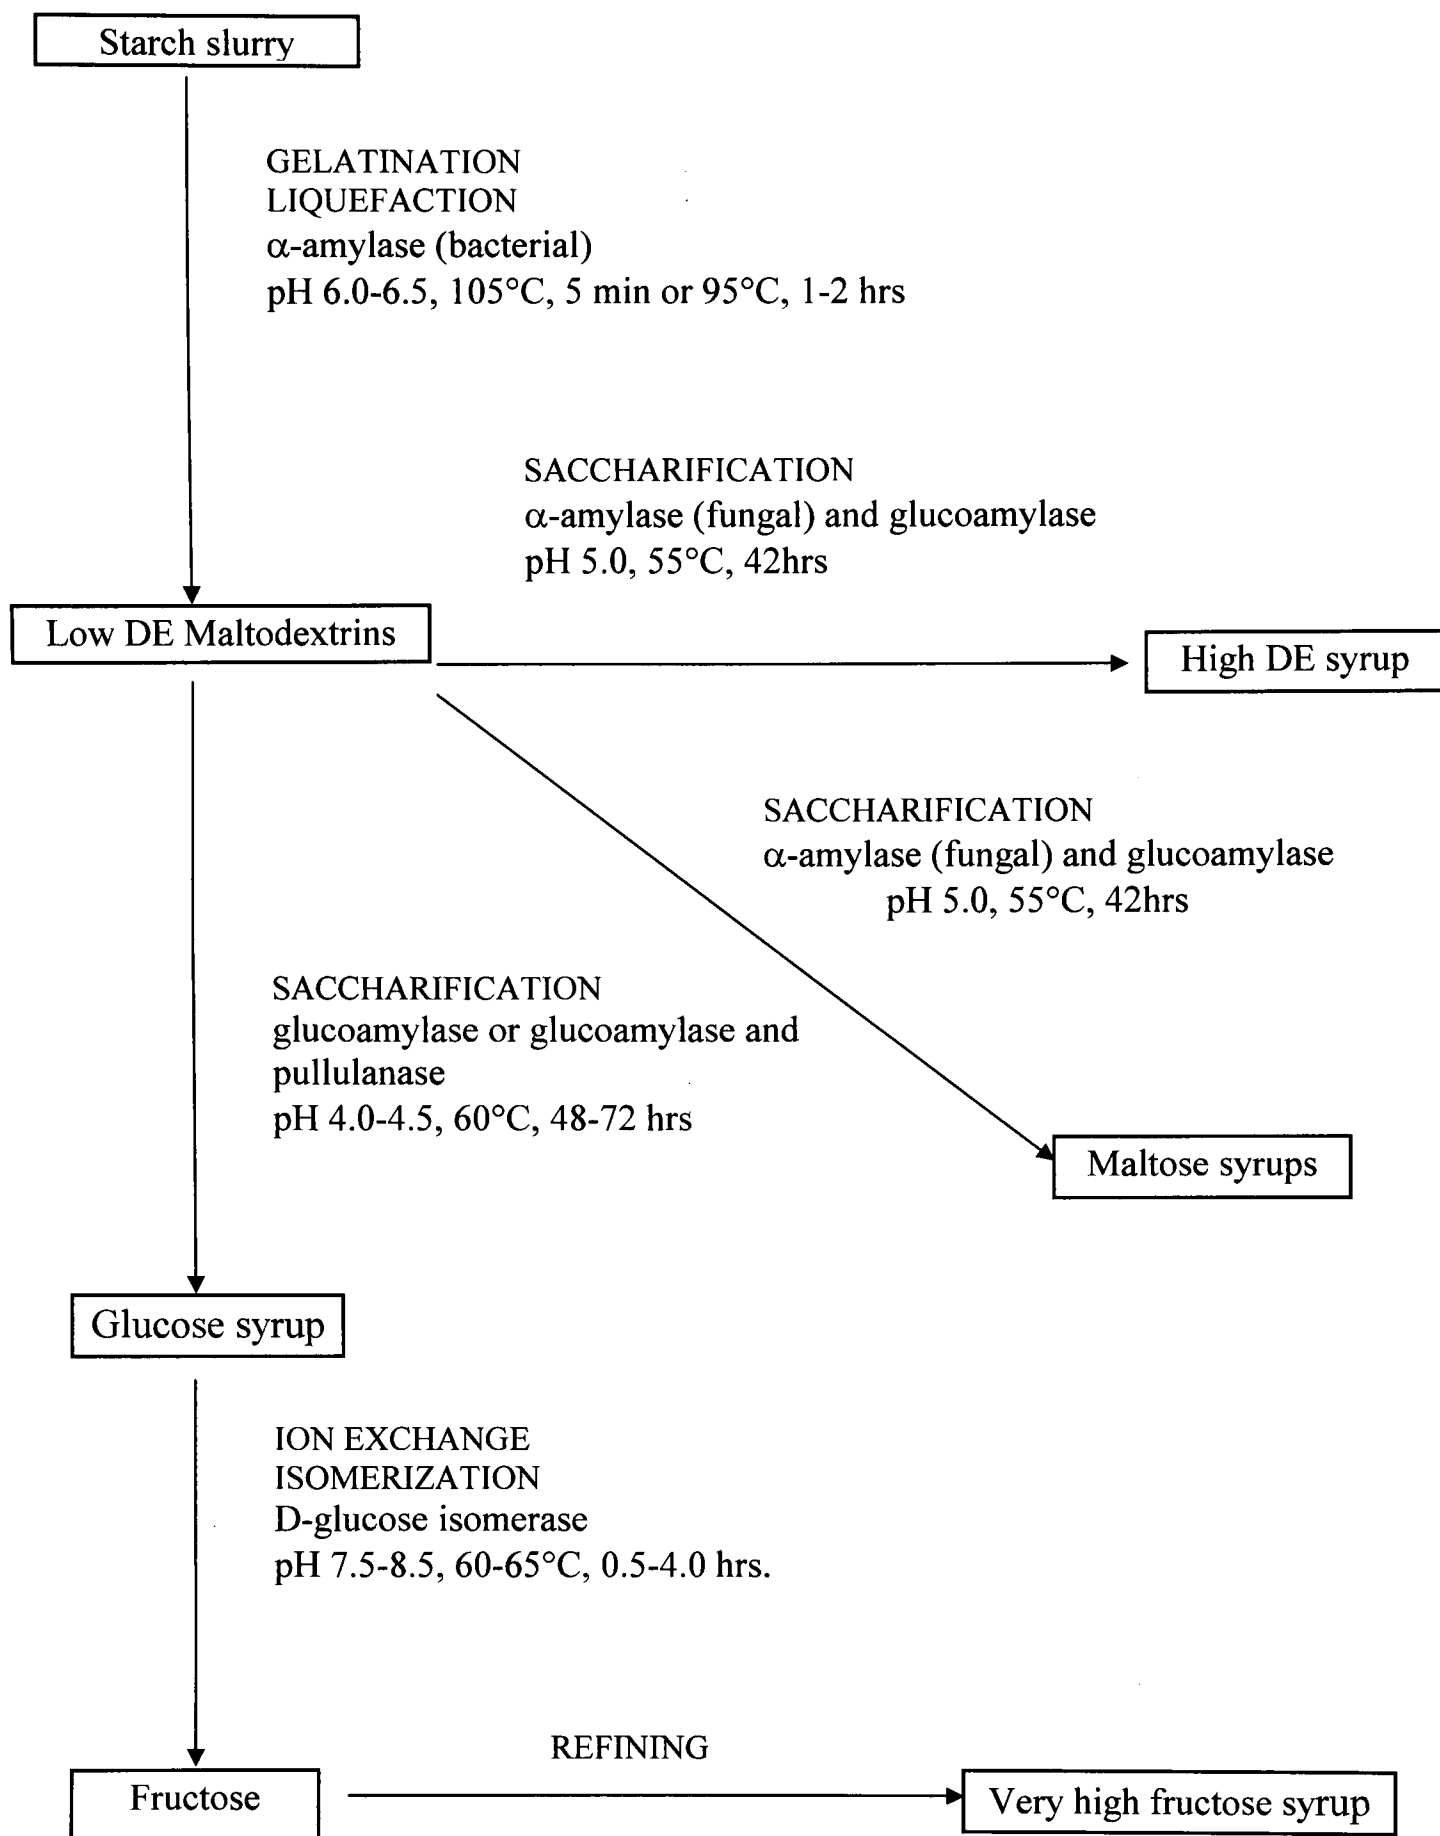 Starch slurry
GELATINATION
LIQUEFACTION
α-amylase (bacterial)
pH 6.0-6.5, 105°C, 5 min or 95°C, 1-2 hrs
SACCHARIFICATION
α-amylase (fungal) and glucoamylase
pH 5.0, 55°C, 42hrs
Low DE Maltodextrins
High DE syrup
SACCHARIFICATION
α-amylase (fungal) and glucoamylase
pH 5.0, 55°C, 42hrs
SACCHARIFICATION
glucoamylase or glucoamylase and
pullulanase
pH 4.0-4.5, 60°C, 48-72 hrs
Maltose syrups
Glucose syrup
ION EXCHANGE
ISOMERIZATION
D-glucose isomerase
pH 7.5-8.5, 60-65°C, 0.5-4.0 hrs.
REFINING
Fructose
Very high fructose syrup